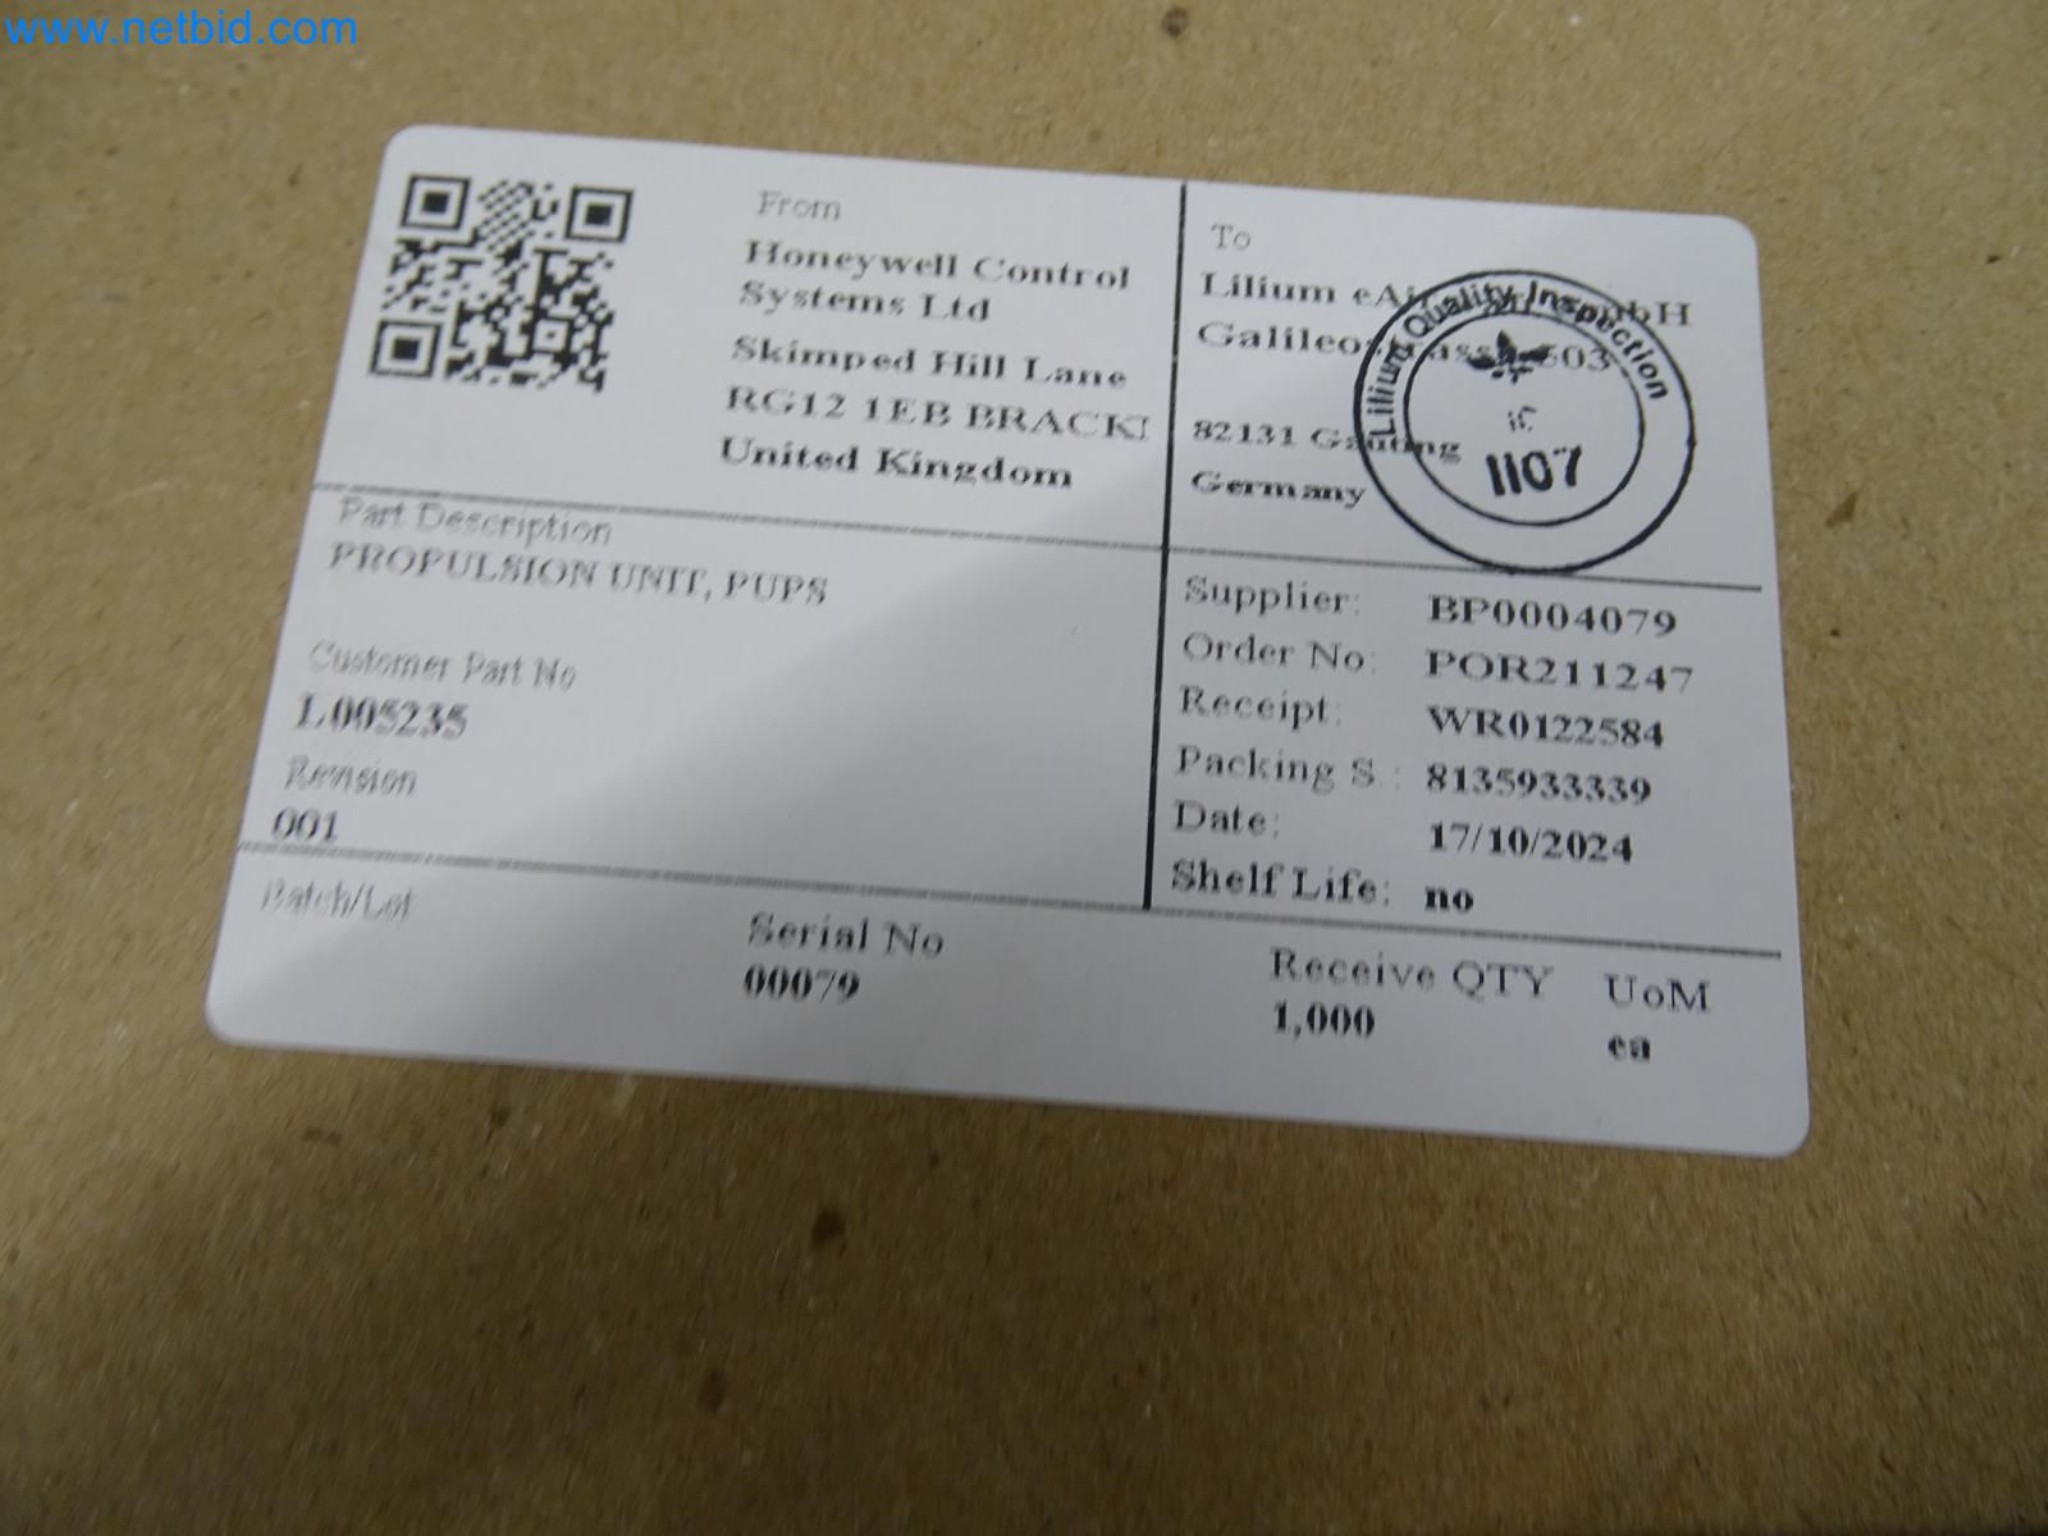 www.netbid.com
From
Honeywell Control
Systems Ltd
Skimped Hill Lane
RG12 1EB BRACK
United Kingdom
To
Lilium GmbH
82131 Gauting
Germany
Lilium Quality Inspection
1107
Part Description
PROPULSION UNIT, PUPS
Customer Part No
L005235
Revision
001
Supplier: BP0004079
Order No: POR211247
Receipt: WR0122584
Packing S : 8135933339
Date: 17/10/2024
Shelf Life: no
Batch/Lot
Serial No
00079
Receive QTY UoM
1,000 ea